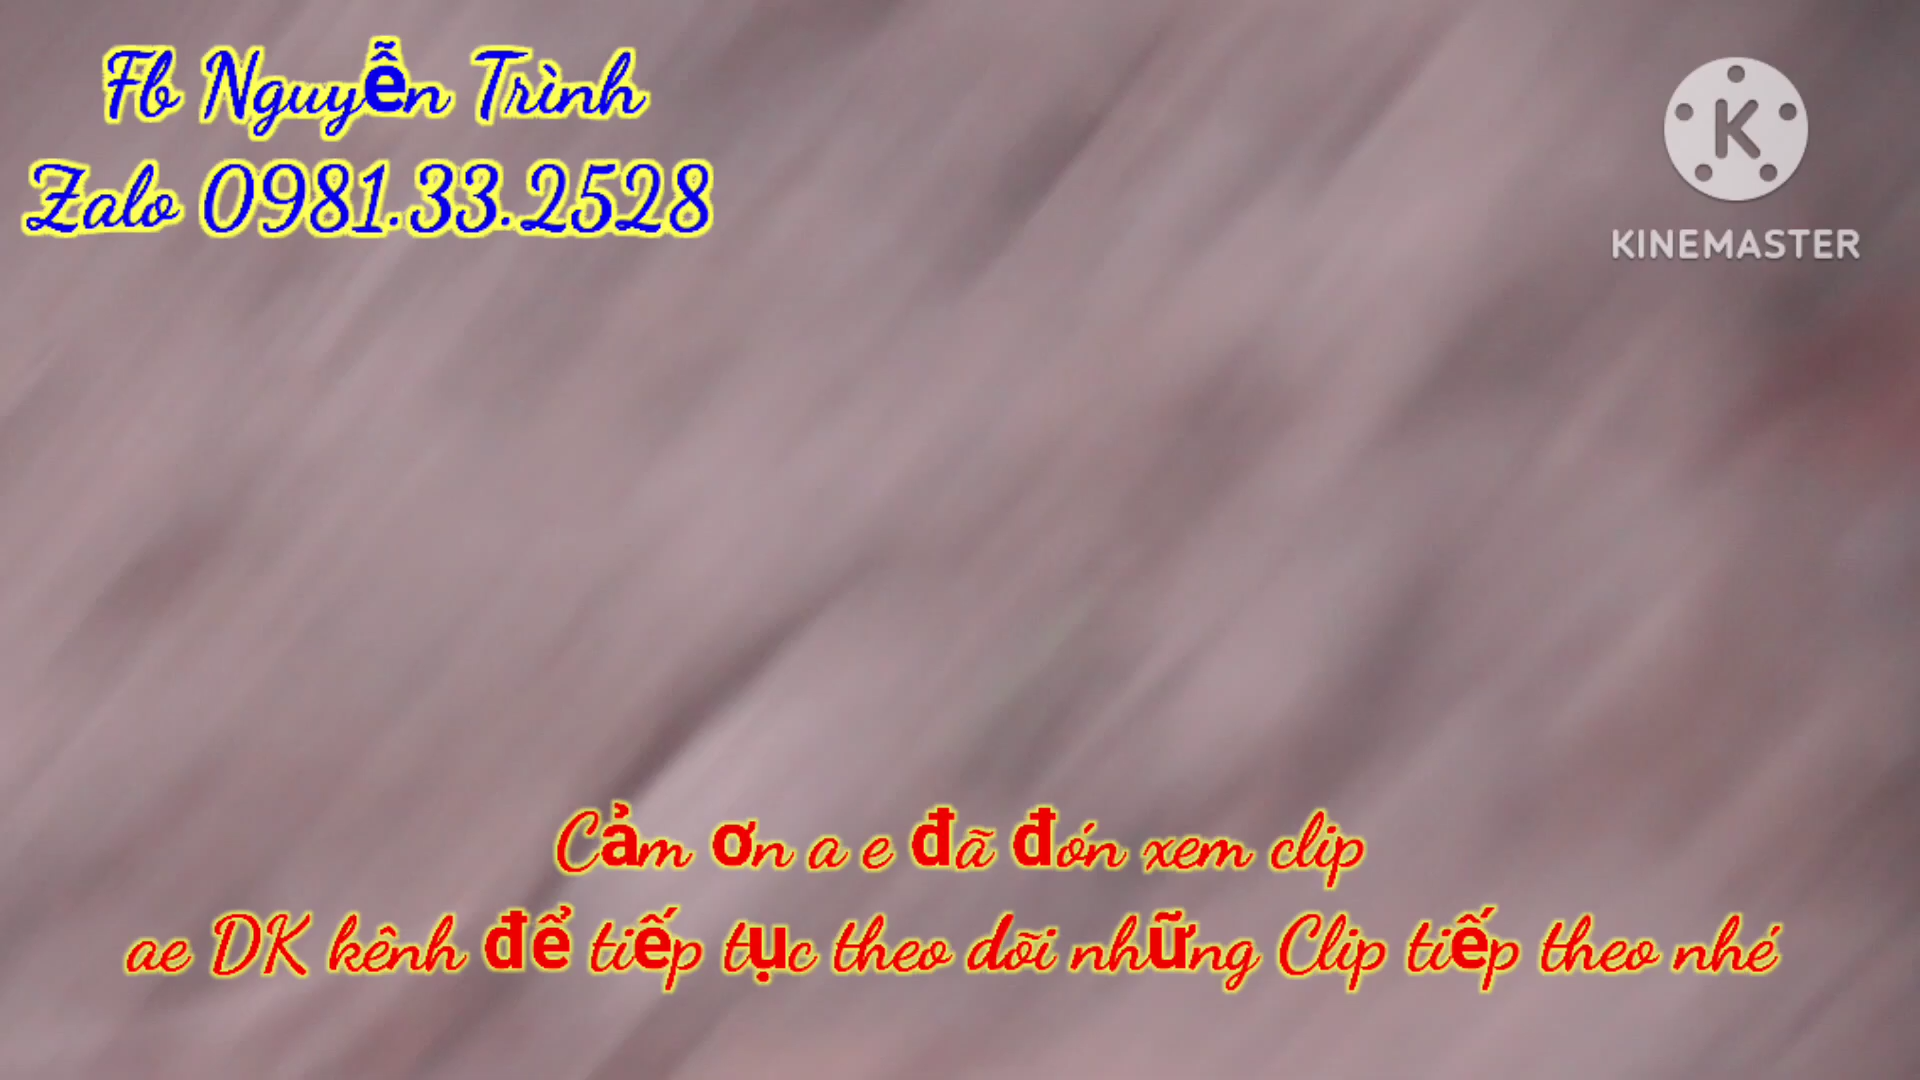 Fb Nguyễn Trình
Zalo 0981.33.2528
K
KINEMASTER
Cảm ơn a e đã đón xem clip
ae DK kênh để tiếp tục theo dõi những Clip tiếp theo nhé